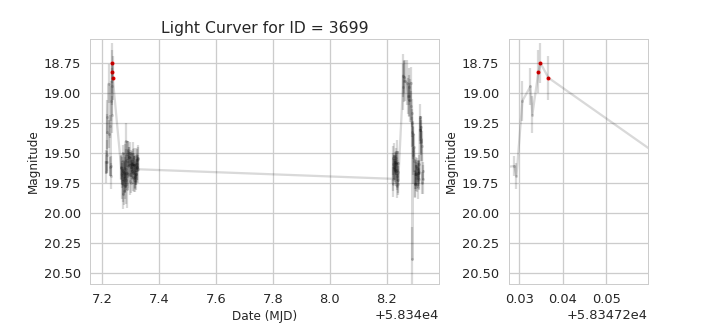 Light Curver for ID = 3699
Magnitude
18.75
19.00
19.25
19.50
19.75
20.00
20.25
20.50
7.2 7.4 7.6 7.8 8.0 8.2
Date (MJD)
+5.834e4
Magnitude
18.75
19.00
19.25
19.50
19.75
20.00
20.25
20.50
0.03 0.04 0.05
+5.83472e4